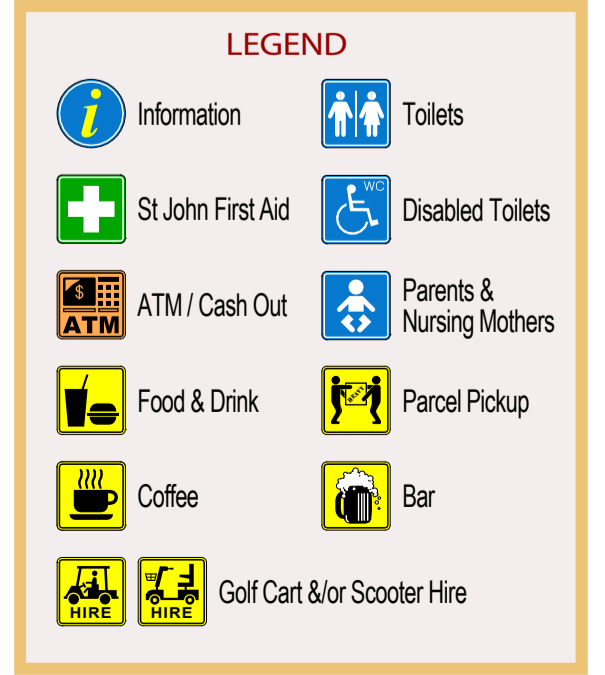 LEGEND
i Information
Toilets
St John First Aid
WC
Disabled Toilets
$
ATM
ATM / Cash Out
Parents &
Nursing Mothers
Food & Drink
HEAVY
Parcel Pickup
Coffee
Bar
HIRE
HIRE
Golf Cart &/or Scooter Hire